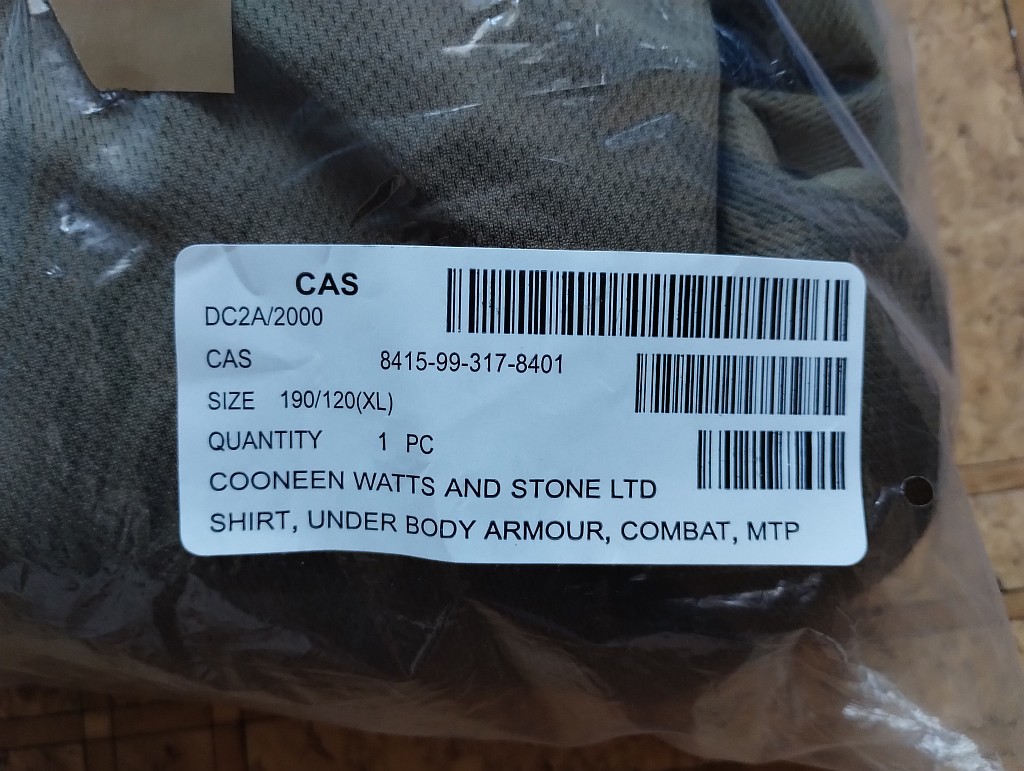 CAS
DC2A/2000
CAS 8415-99-317-8401
SIZE 190/120(XL)
QUANTITY 1 PC
COONEEN WATTS AND STONE LTD
SHIRT, UNDER BODY ARMOUR, COMBAT, MTP